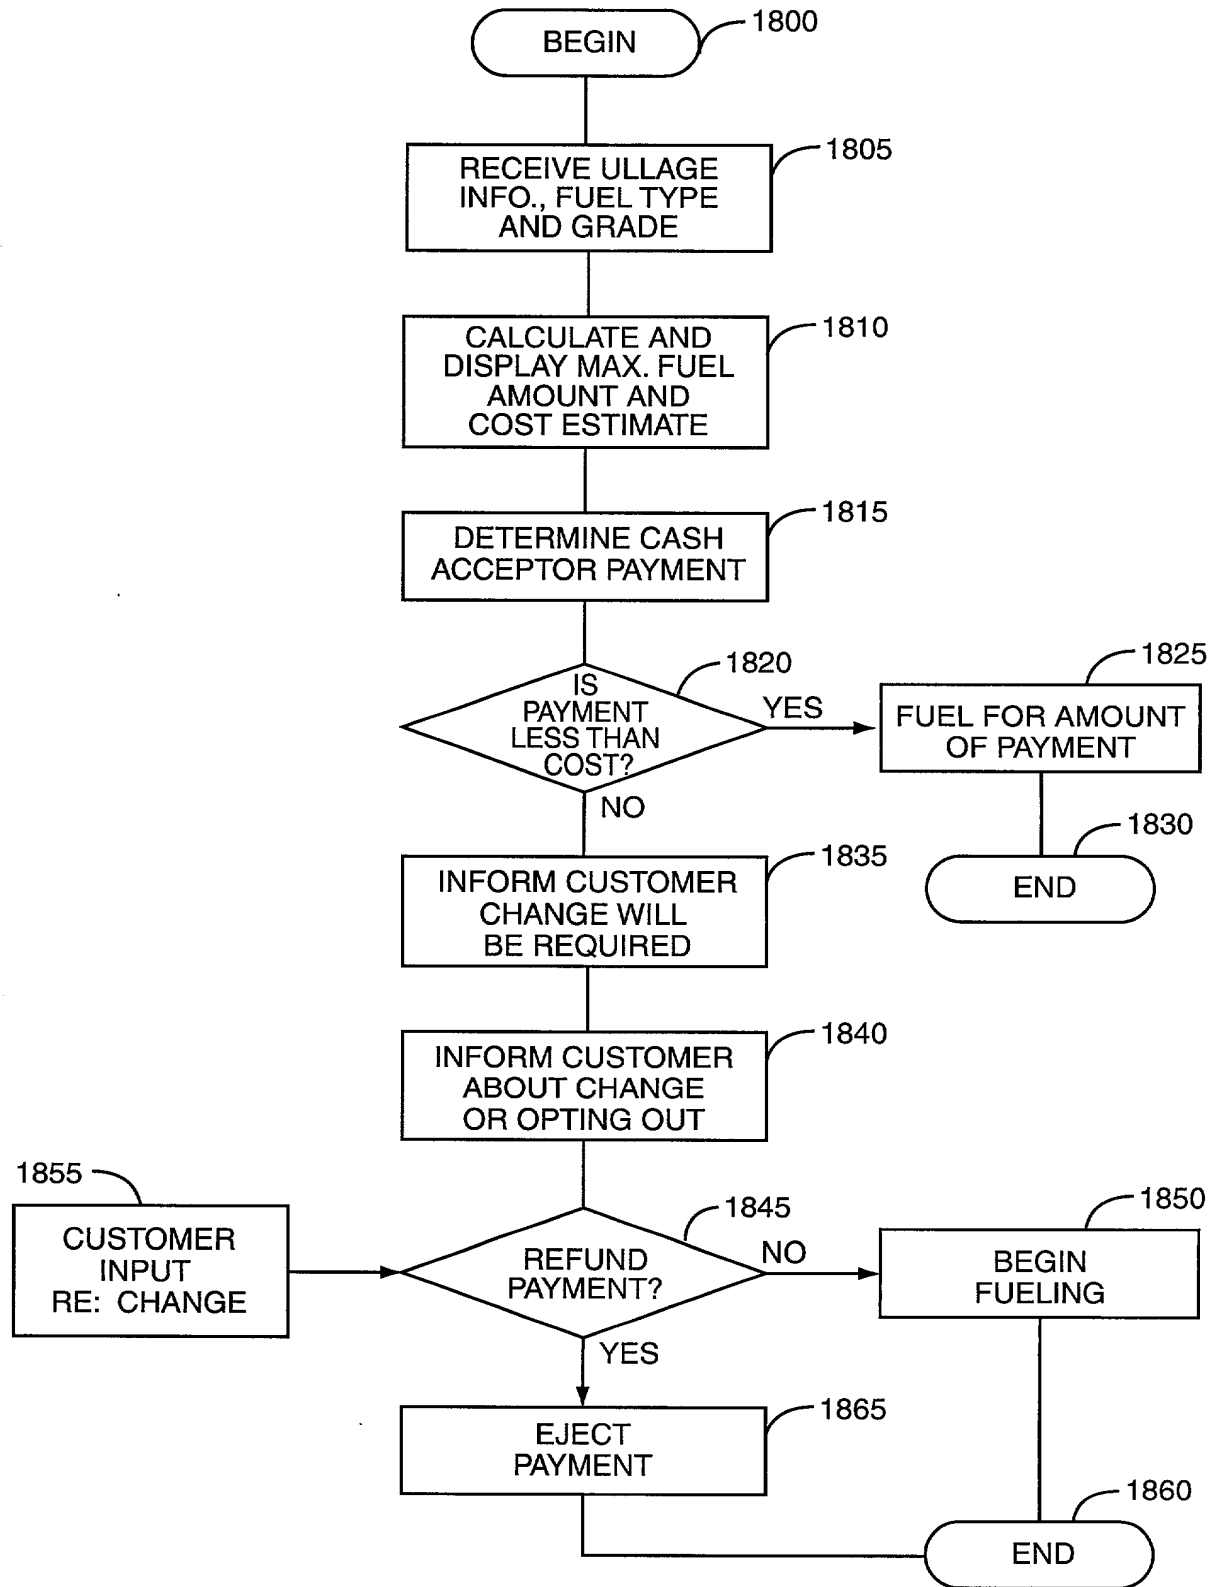 BEGIN
1800
1805
RECEIVE ULLAGE
INFO., FUEL TYPE
AND GRADE
1810
CALCULATE AND
DISPLAY MAX. FUEL
AMOUNT AND
COST ESTIMATE
1815
DETERMINE CASH
ACCEPTOR PAYMENT
1820
IS
PAYMENT
LESS THAN
COST?
YES
NO
1825
FUEL FOR AMOUNT
OF PAYMENT
1830
END
1835
INFORM CUSTOMER
CHANGE WILL
BE REQUIRED
1840
INFORM CUSTOMER
ABOUT CHANGE
OR OPTING OUT
1855
CUSTOMER
INPUT
RE: CHANGE
1845
REFUND
PAYMENT?
NO
YES
1850
BEGIN
FUELING
1865
EJECT
PAYMENT
1860
END